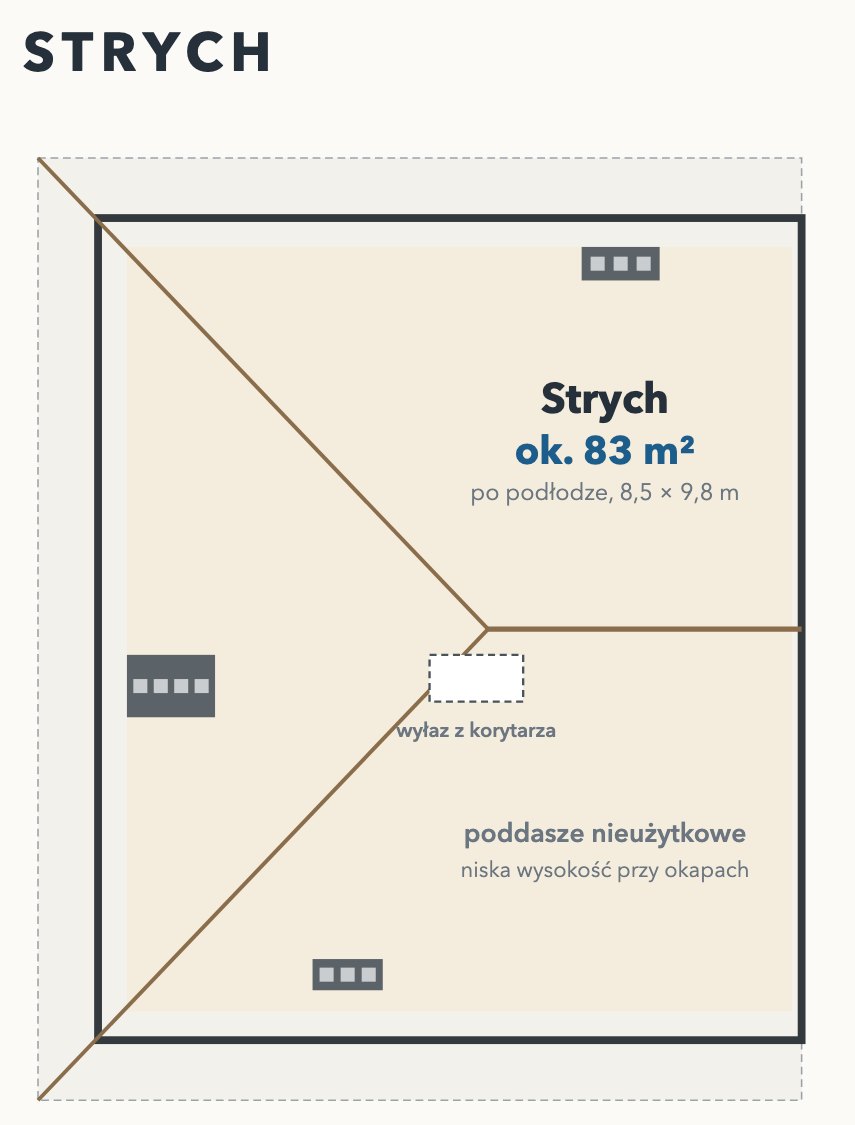 STRYCH
Strych
ok. 83 m²
po podłodze, 8,5 × 9,8 m
wyłaz z korytarza
poddasze nieużytkowe
niska wysokość przy okapach